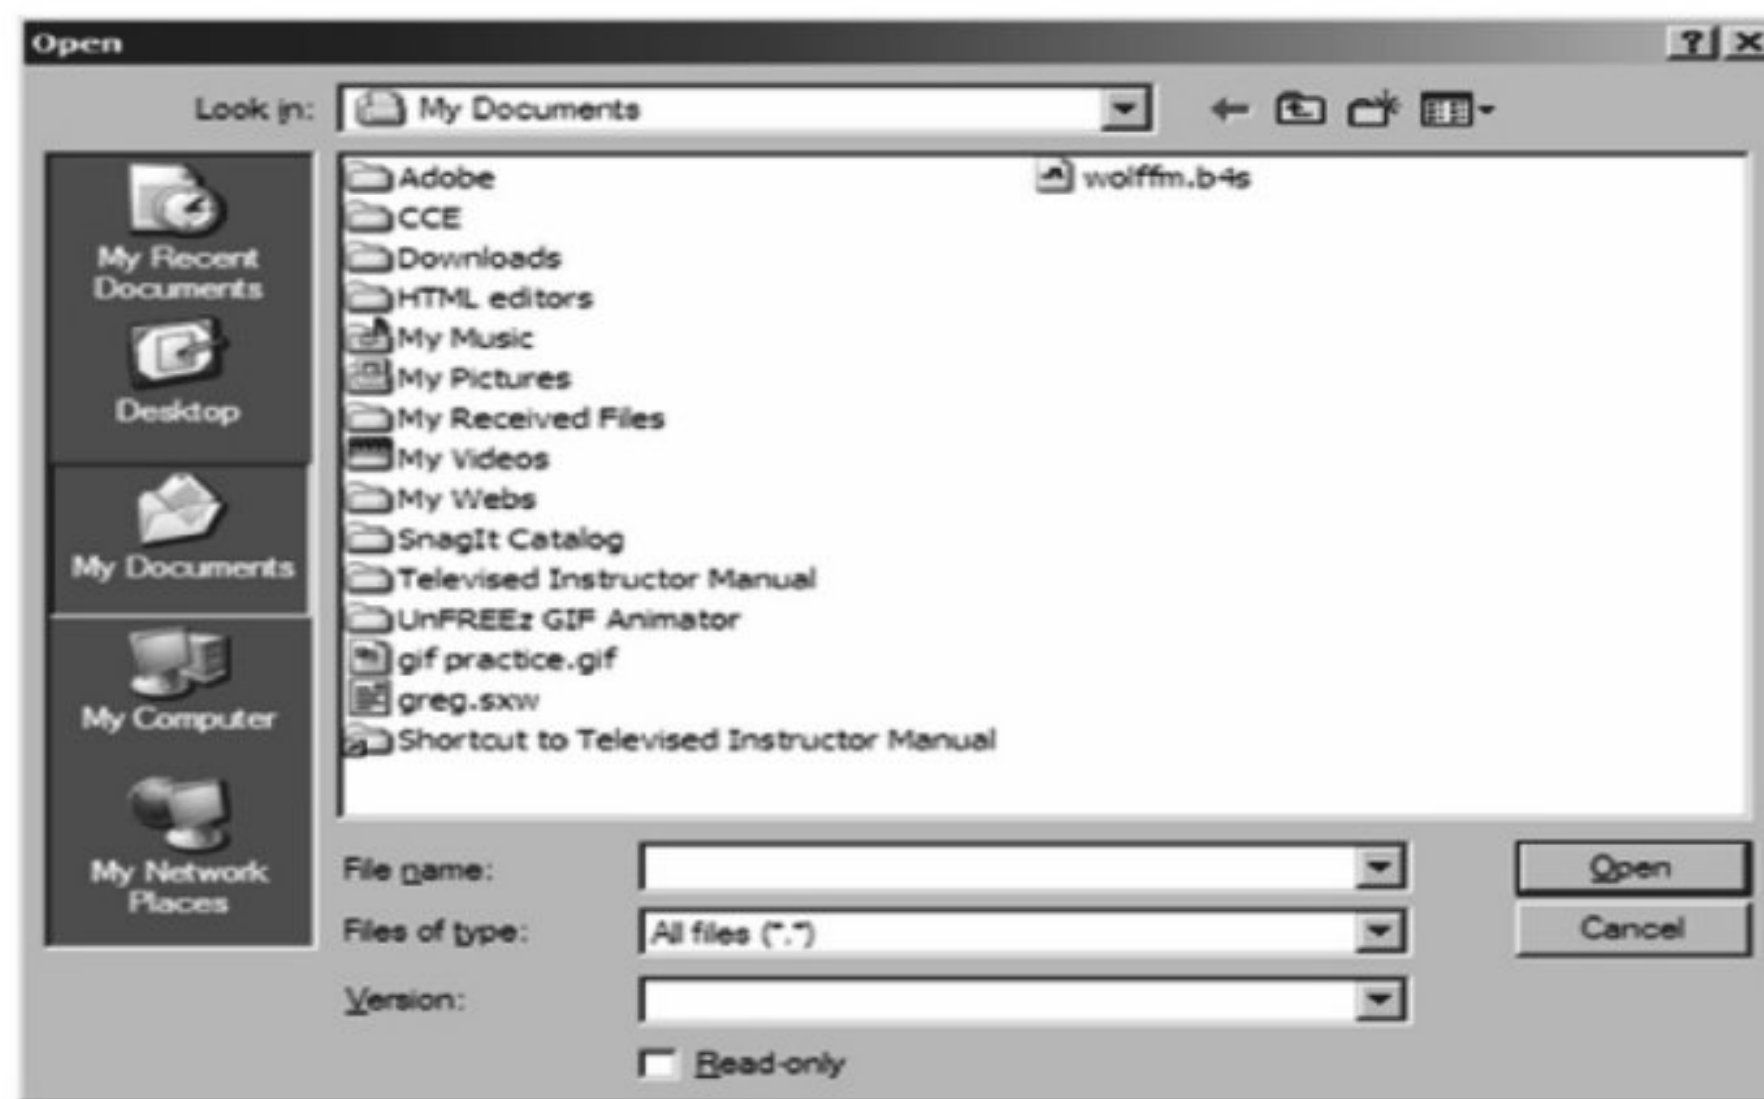 Open
Look in: My Documents
My Recent
Documents
Desktop
My Documents
My Computer
My Network
Places
Adobe
CCE
Downloads
HTML editors
My Music
My Pictures
My Received Files
My Videos
My Webs
SnagIt Catalog
Televised Instructor Manual
UnFREEz GIF Animator
gif practice.gif
greg.sxw
Shortcut to Televised Instructor Manual
wolffm.b4s
File name:
Open
Files of type: All files (*.*)
Cancel
Version:
Read-only